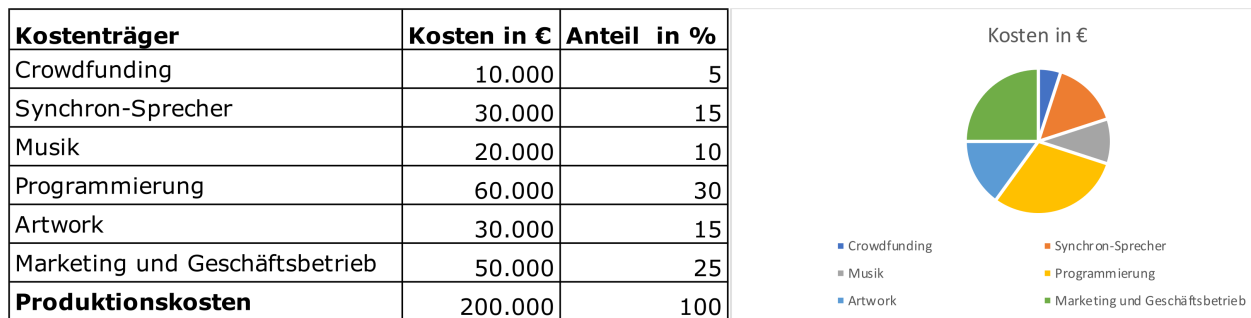 Kostenträger Kosten in € Anteil in %
Crowdfunding 10.000 5
Synchron-Sprecher 30.000 15
Musik 20.000 10
Programmierung 60.000 30
Artwork 30.000 15
Marketing und Geschäftsbetrieb 50.000 25
Produktionskosten 200.000 100
Kosten in €
Crowdfunding Synchron-Sprecher
Musik Programmierung
Artwork Marketing und Geschäftsbetrieb